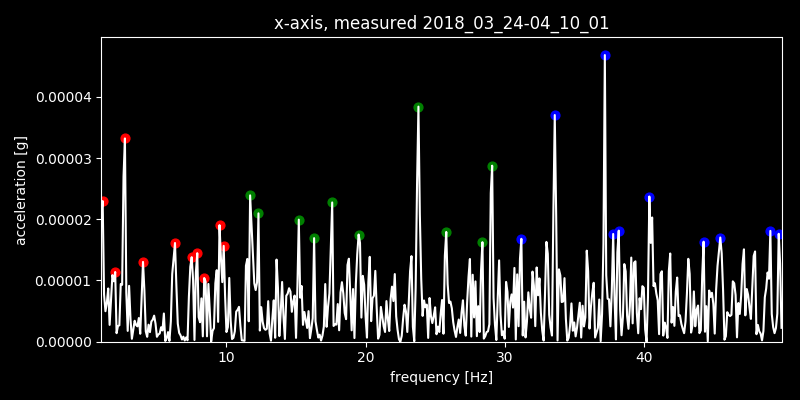 x-axis, measured 2018_03_24-04_10_01
acceleration [g]
0.00004
0.00003
0.00002
0.00001
0.00000
10 20 30 40
frequency [Hz]